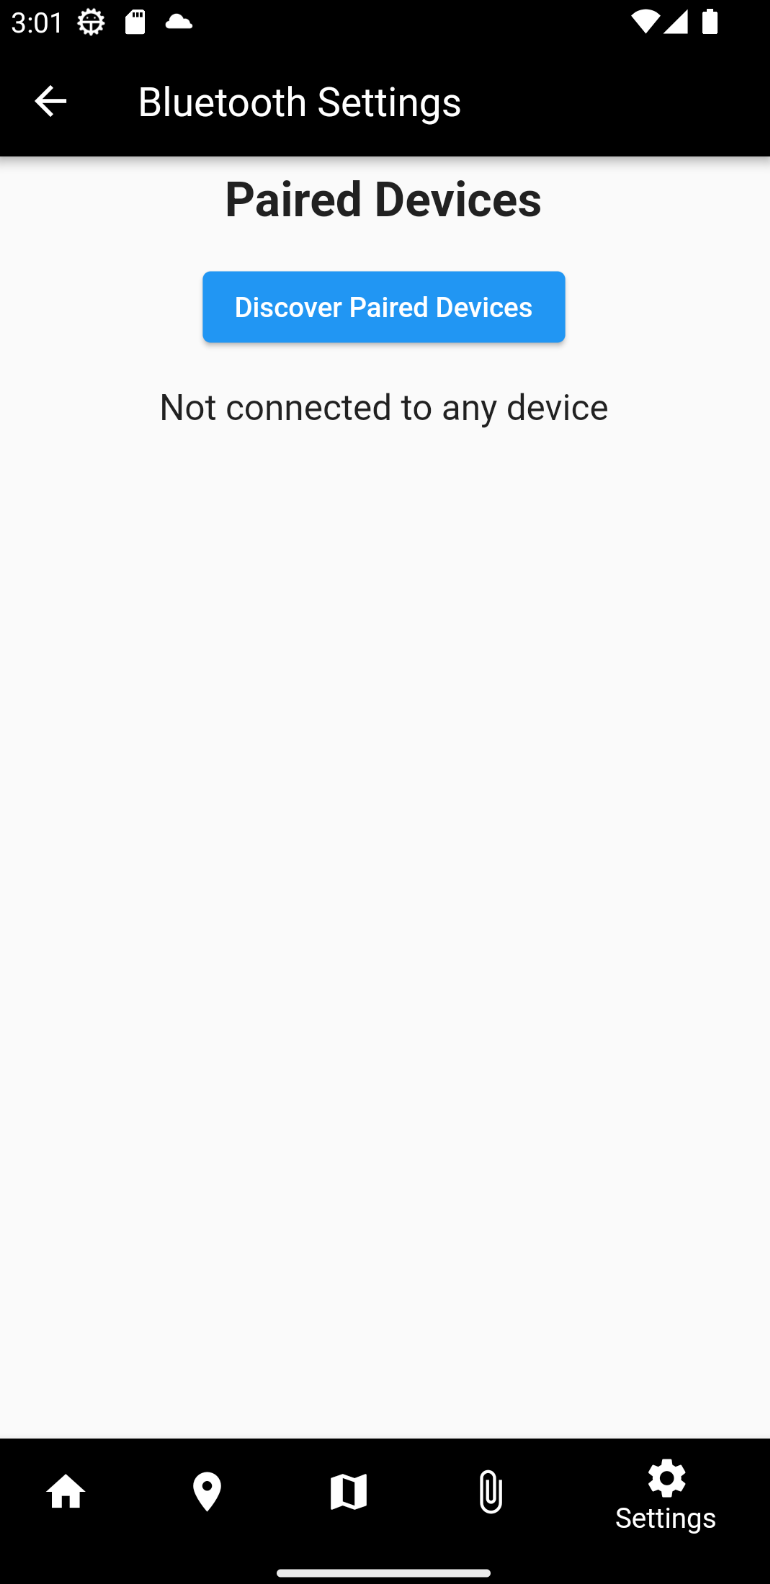 3:01
Bluetooth Settings
Paired Devices
Discover Paired Devices
Not connected to any device
Settings